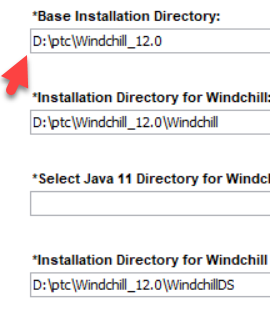 *Base Installation Directory:
D:\ptc\Windchill_12.0
*Installation Directory for Windchill:
D:\ptc\Windchill_12.0\Windchill
*Select Java 11 Directory for Windch
*Installation Directory for Windchill
D:\ptc\Windchill_12.0\WindchillDS